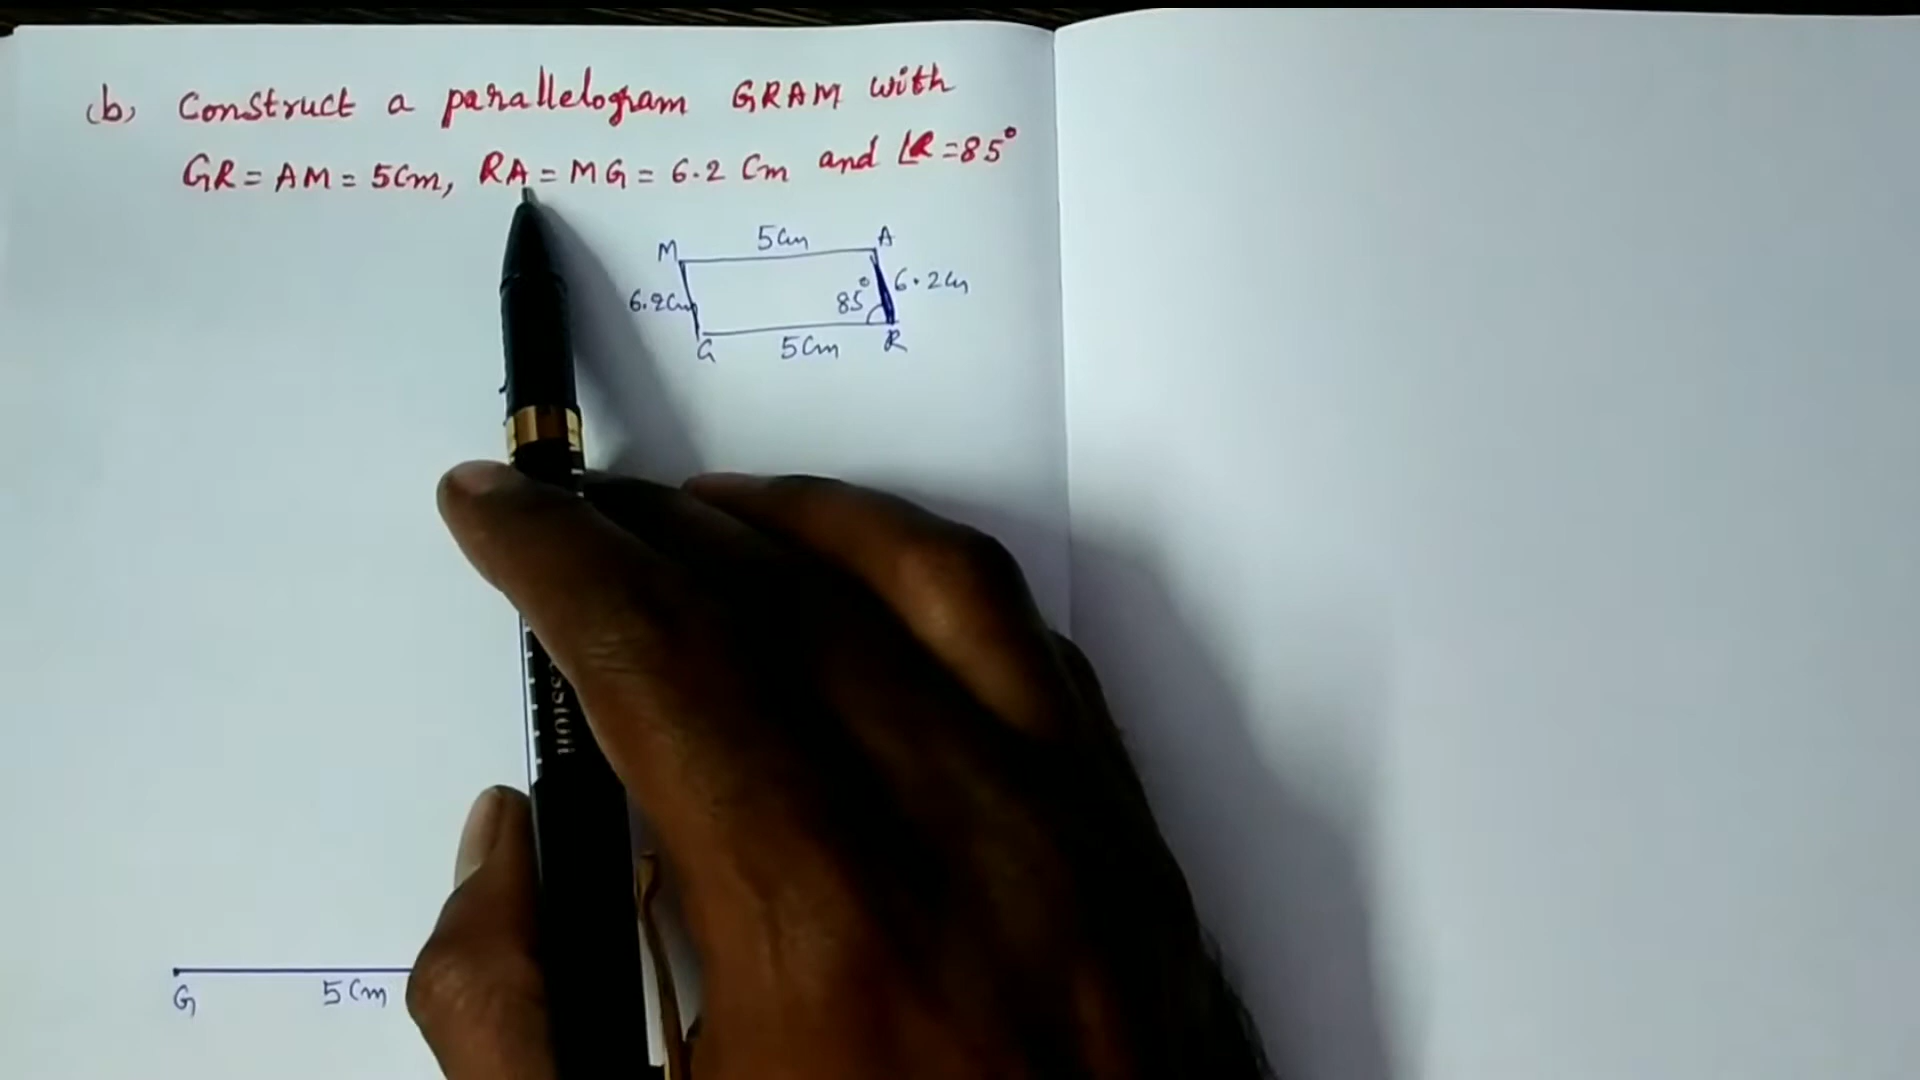 (b) Construct a parallelogram GRAM with
GR = AM = 5Cm, RA = MG = 6.2 Cm and ∠R = 85°
M 5Cm A
6.2Cm 85° 6.2Cm
G 5Cm R
G 5Cm